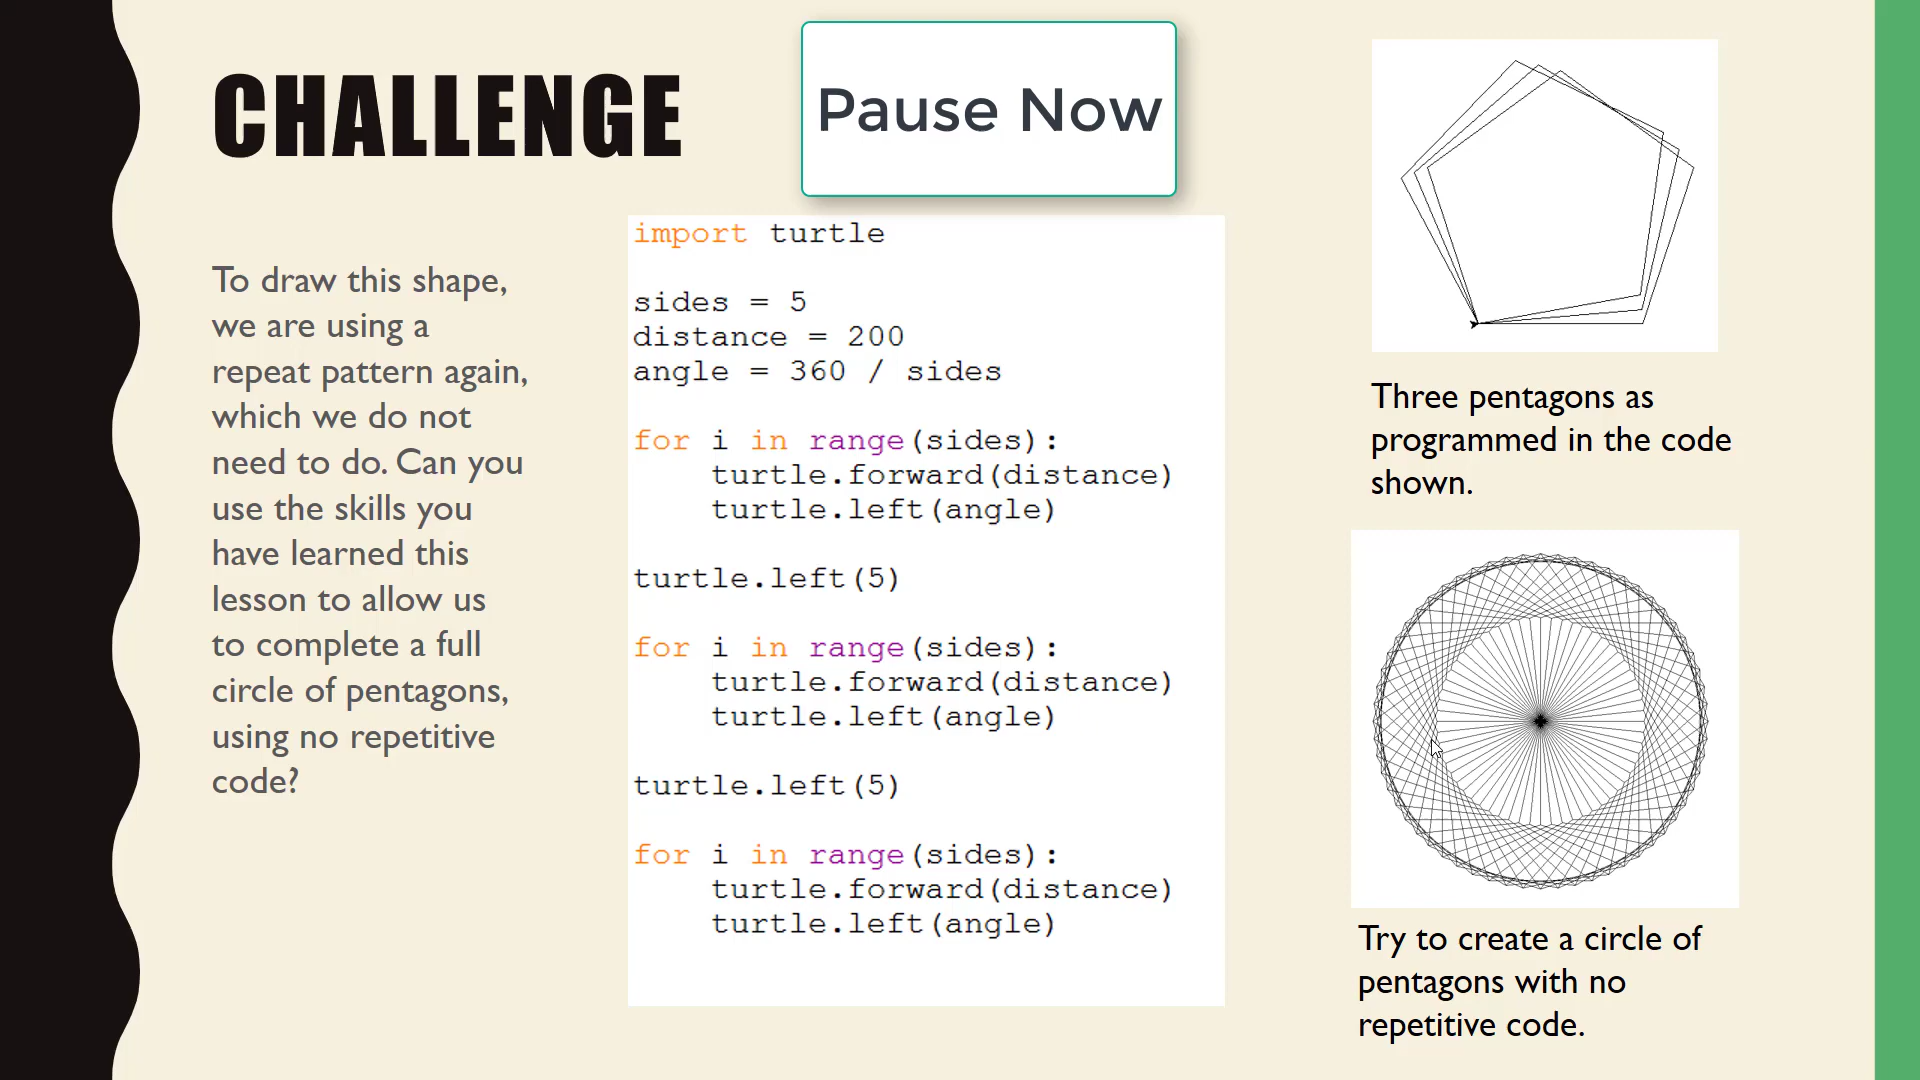 CHALLENGE
Pause Now
To draw this shape,
we are using a
repeat pattern again,
which we do not
need to do. Can you
use the skills you
have learned this
lesson to allow us
to complete a full
circle of pentagons,
using no repetitive
code?
import turtle
sides = 5
distance = 200
angle = 360 / sides
for i in range(sides):
    turtle.forward(distance)
    turtle.left(angle)
turtle.left(5)
for i in range(sides):
    turtle.forward(distance)
    turtle.left(angle)
turtle.left(5)
for i in range(sides):
    turtle.forward(distance)
    turtle.left(angle)
Three pentagons as
programmed in the code
shown.
Try to create a circle of
pentagons with no
repetitive code.